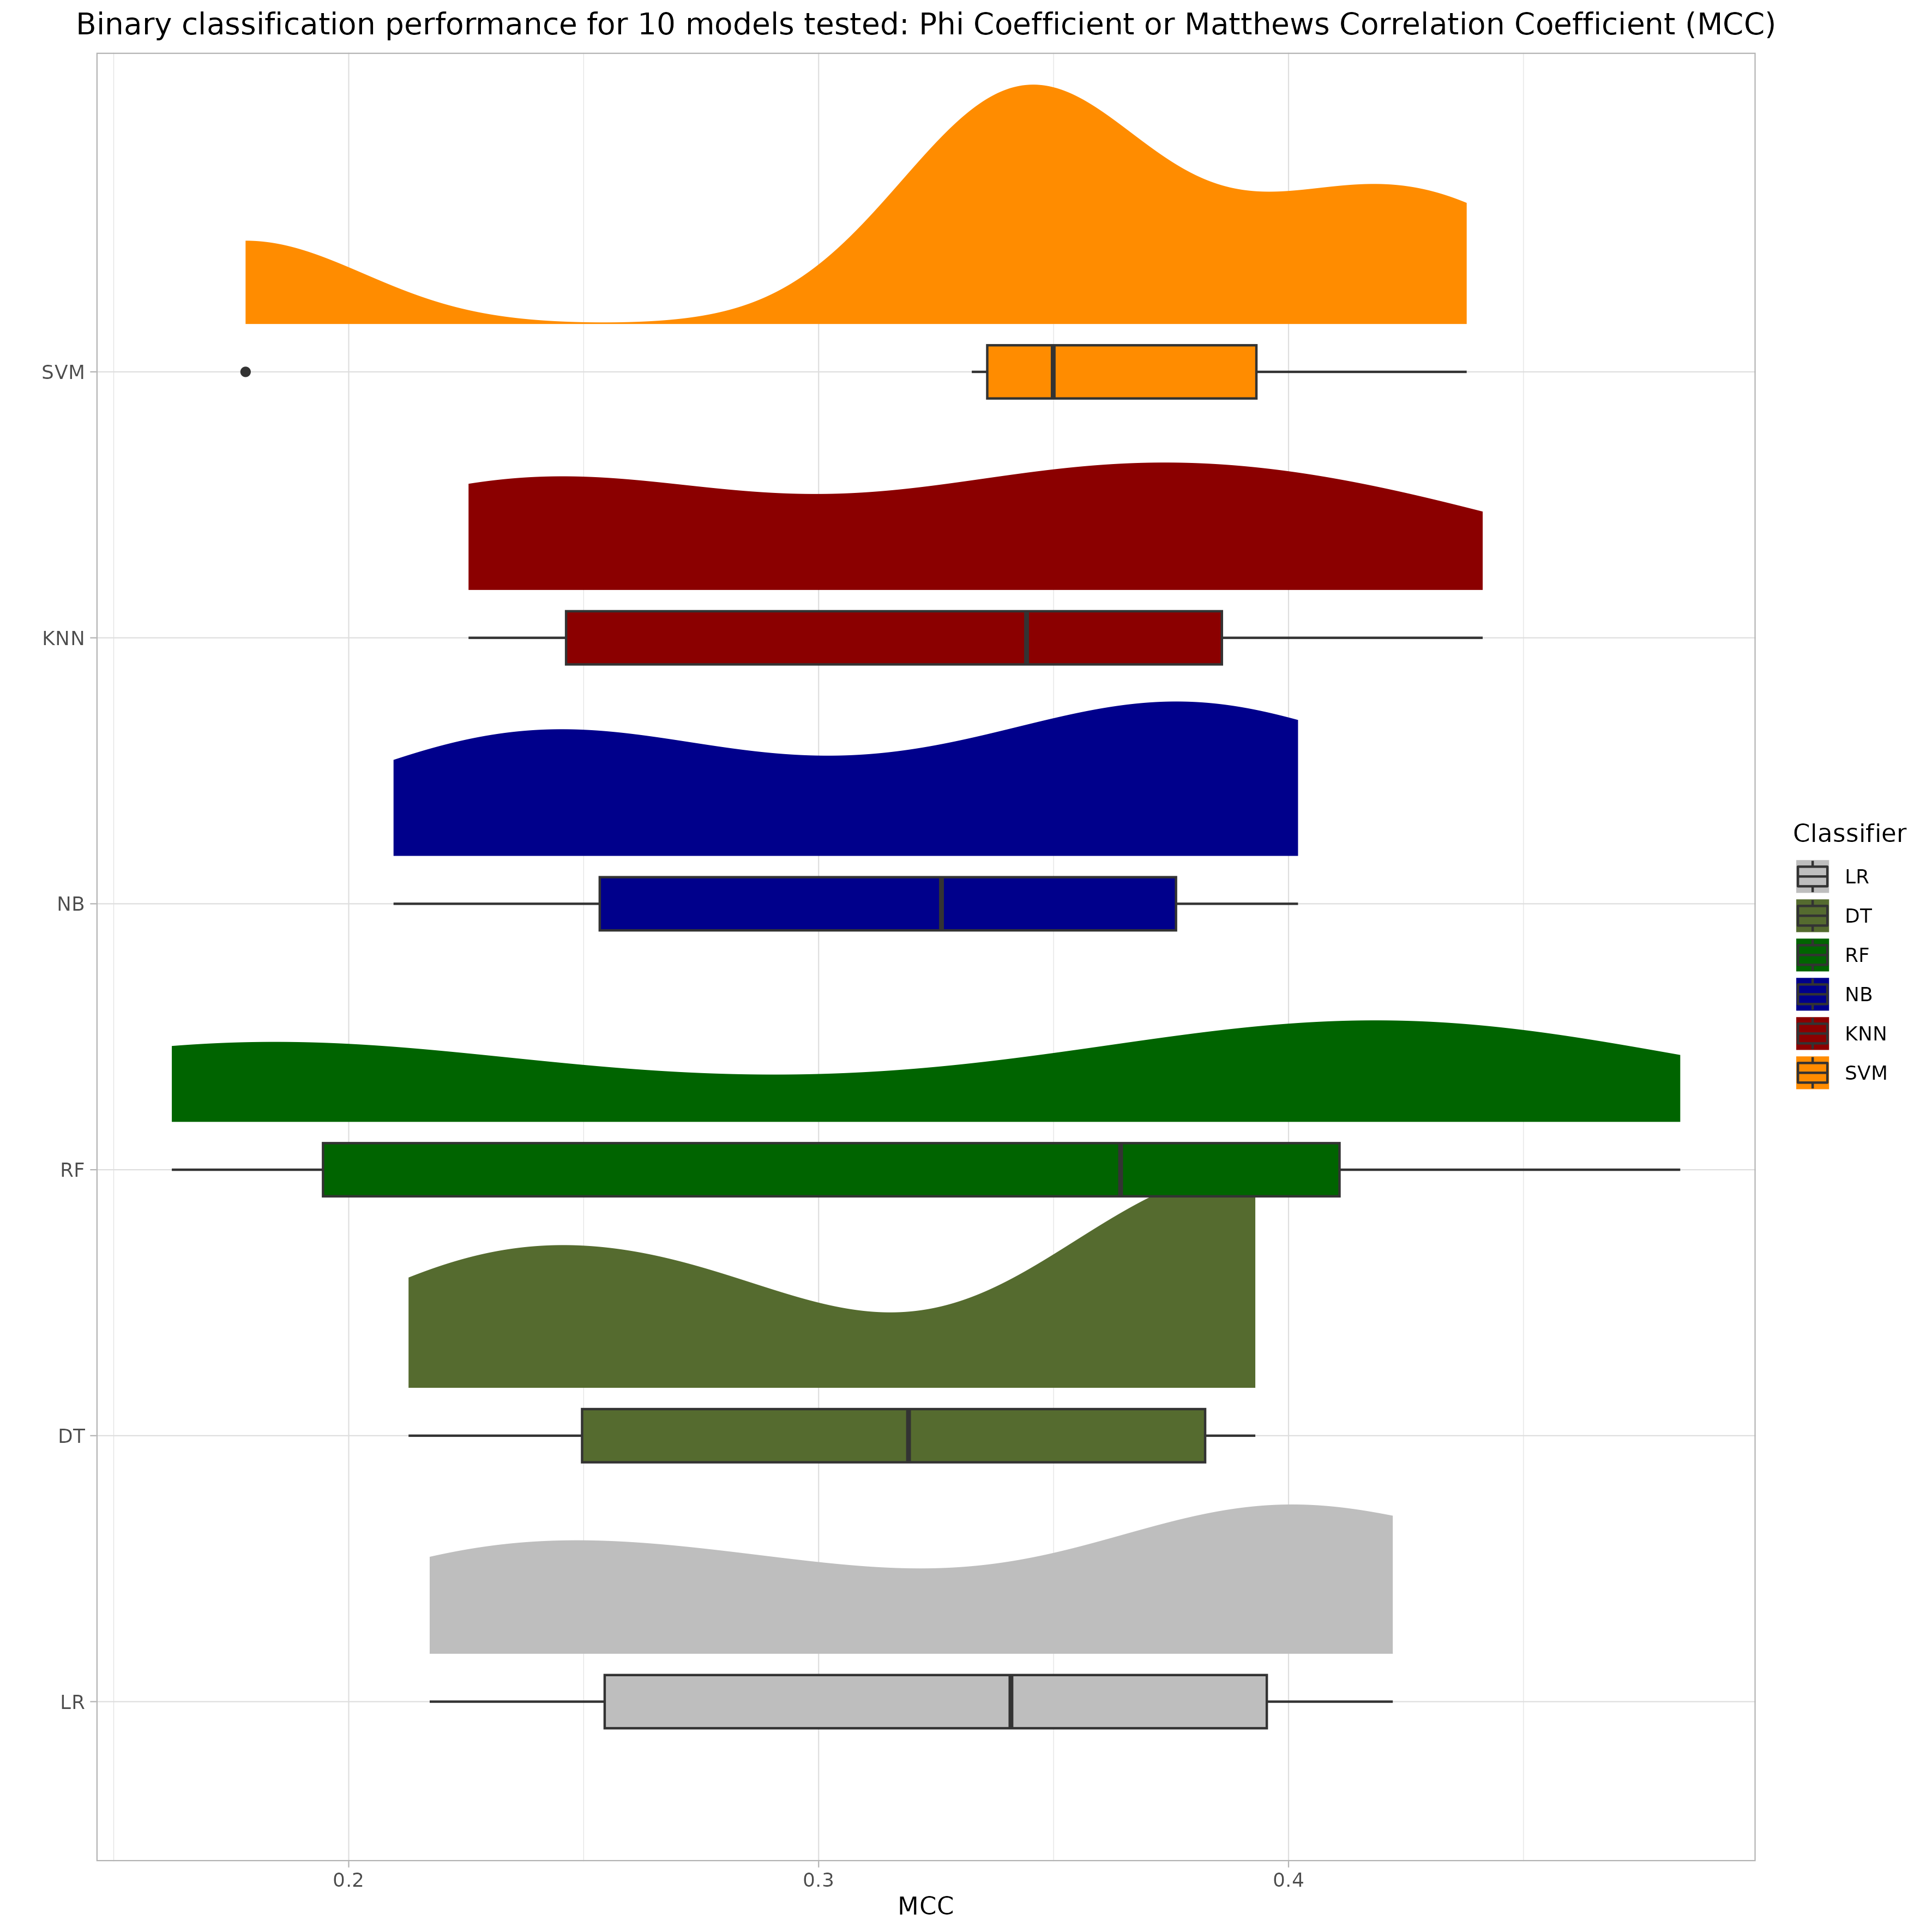 Binary classification performance for 10 models tested: Phi Coefficient or Matthews Correlation Coefficient (MCC)
SVM
KNN
NB
RF
DT
LR
0.2
0.3
0.4
MCC
Classifier
LR
DT
RF
NB
KNN
SVM